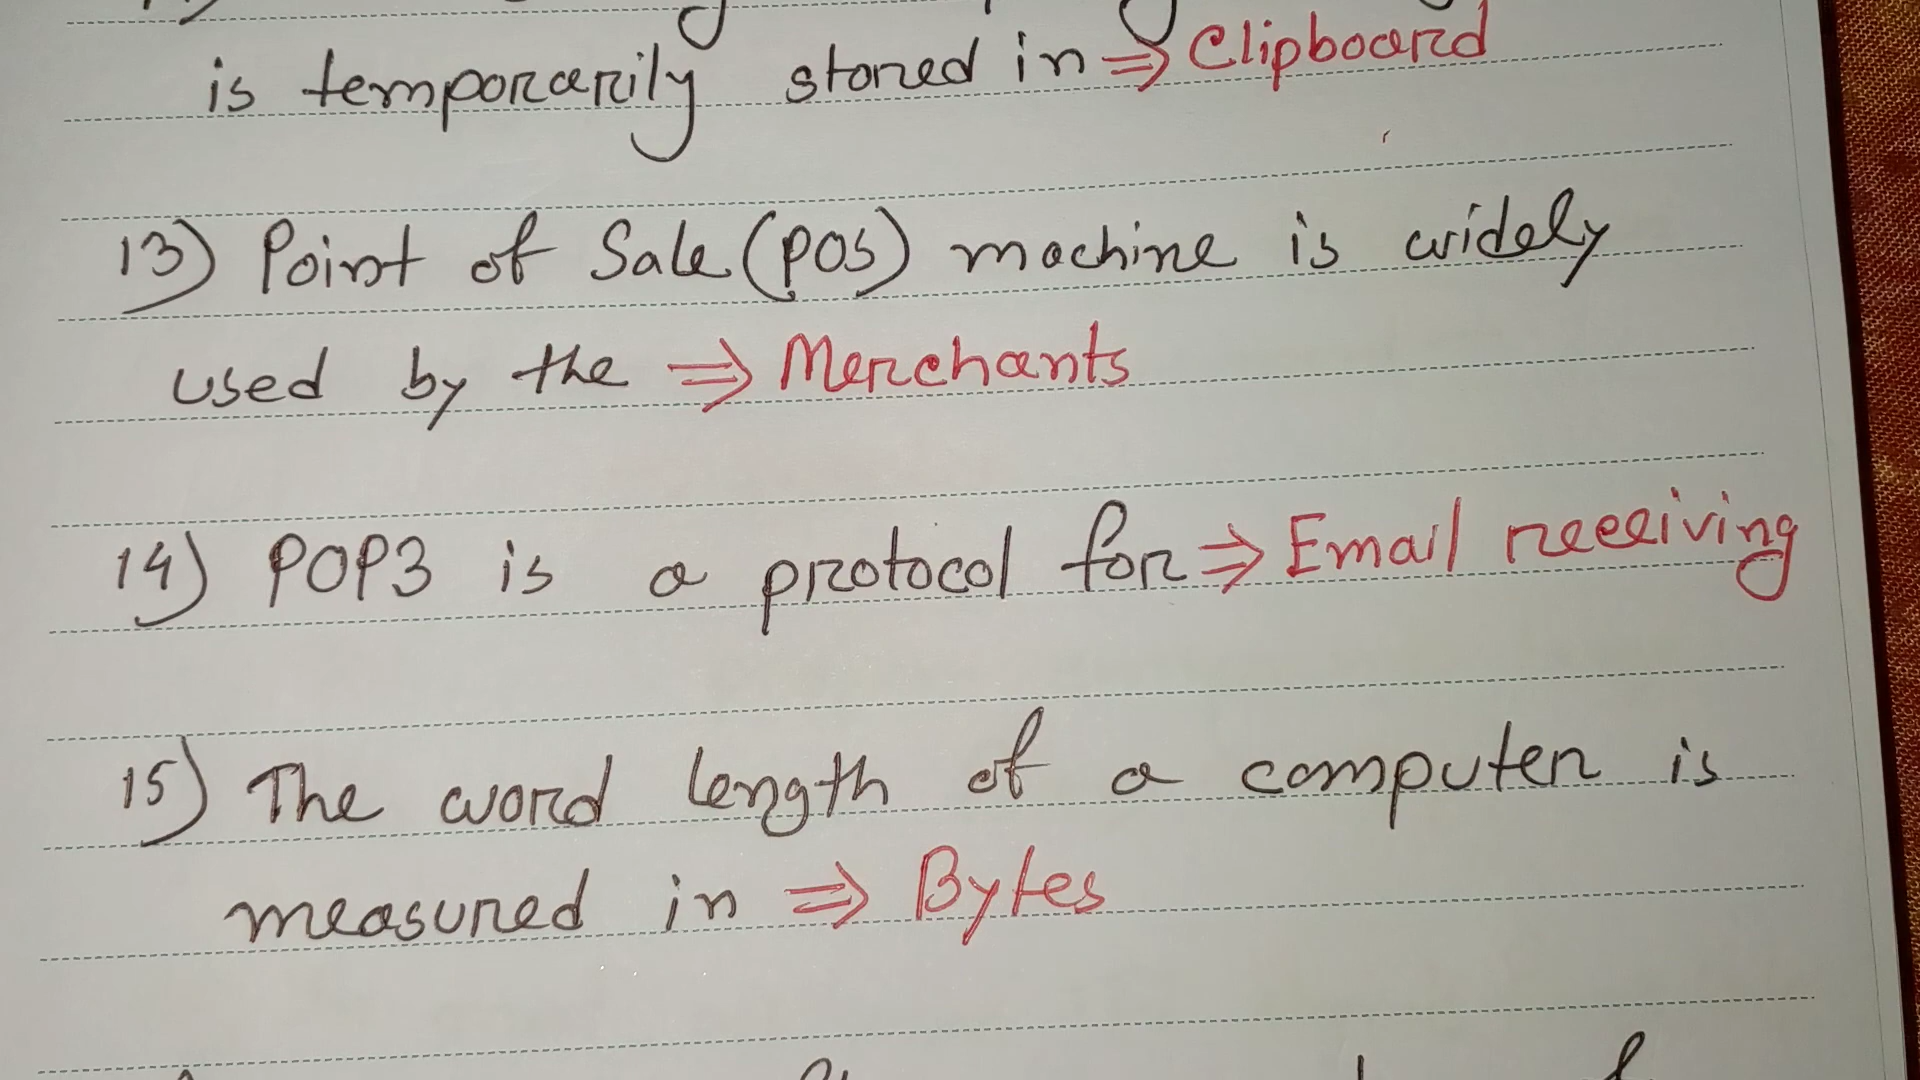 is temporarily stored in ⇒ Clipboard
13) Point of Sale (POS) machine is widely
used by the ⇒ Merchants
14) POP3 is a protocol for ⇒ Email receiving
15) The word length of a computer is
measured in ⇒ Bytes